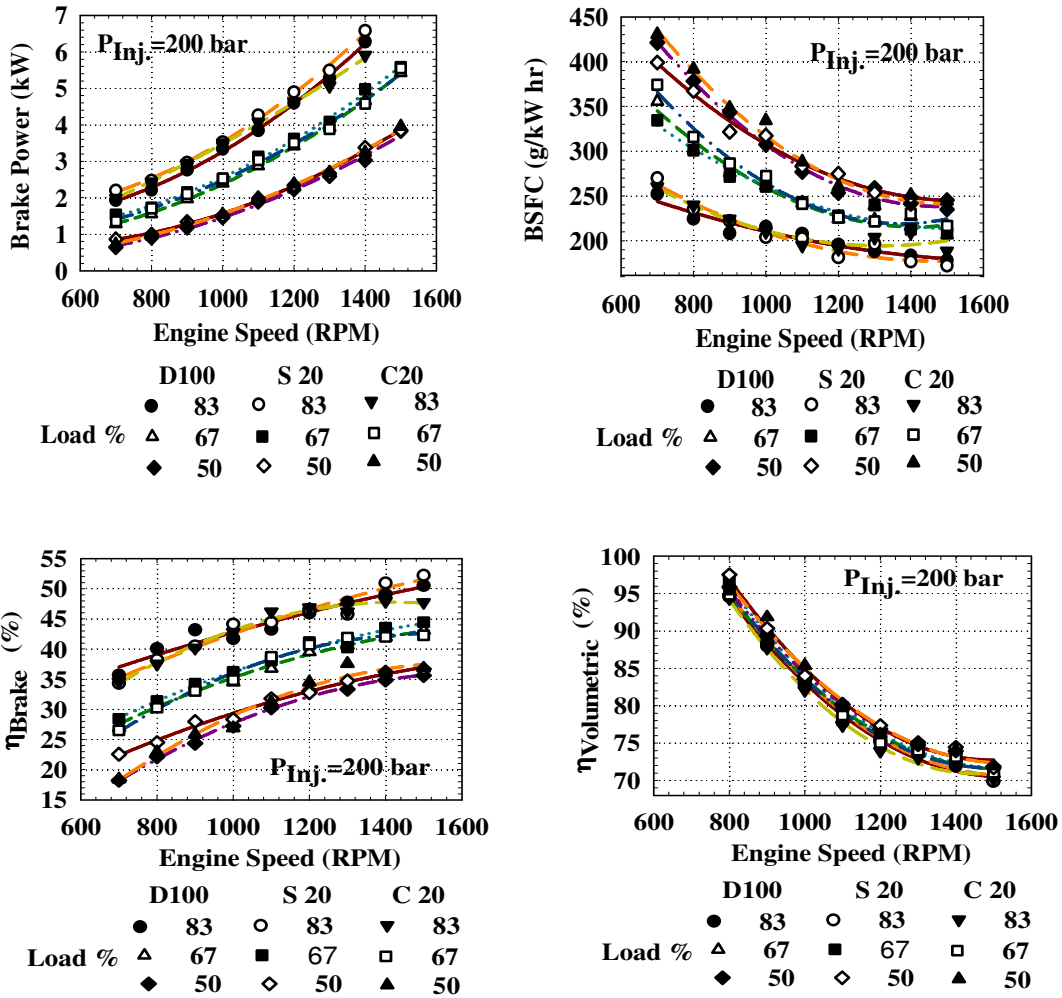 P Inj.=200 bar
Brake Power (kW)
7
6
5
4
3
2
1
0
600 800 1000 1200 1400 1600
Engine Speed (RPM)
D100 S 20 C20
83 83 83
Load % 67 67 67
50 50 50
P Inj.=200 bar
BSFC (g/kW hr)
450
400
350
300
250
200
600 800 1000 1200 1400 1600
Engine Speed (RPM)
D100 S 20 C 20
83 83 83
Load % 67 67 67
50 50 50
P Inj.=200 bar
ηBrake (%)
55
50
45
40
35
30
25
20
15
600 800 1000 1200 1400 1600
Engine Speed (RPM)
D100 S 20 C 20
83 83 83
Load % 67 67 67
50 50 50
P Inj.=200 bar
ηVolumetric (%)
100
95
90
85
80
75
70
600 800 1000 1200 1400 1600
Engine Speed (RPM)
D100 S 20 C 20
83 83 83
Load % 67 67 67
50 50 50